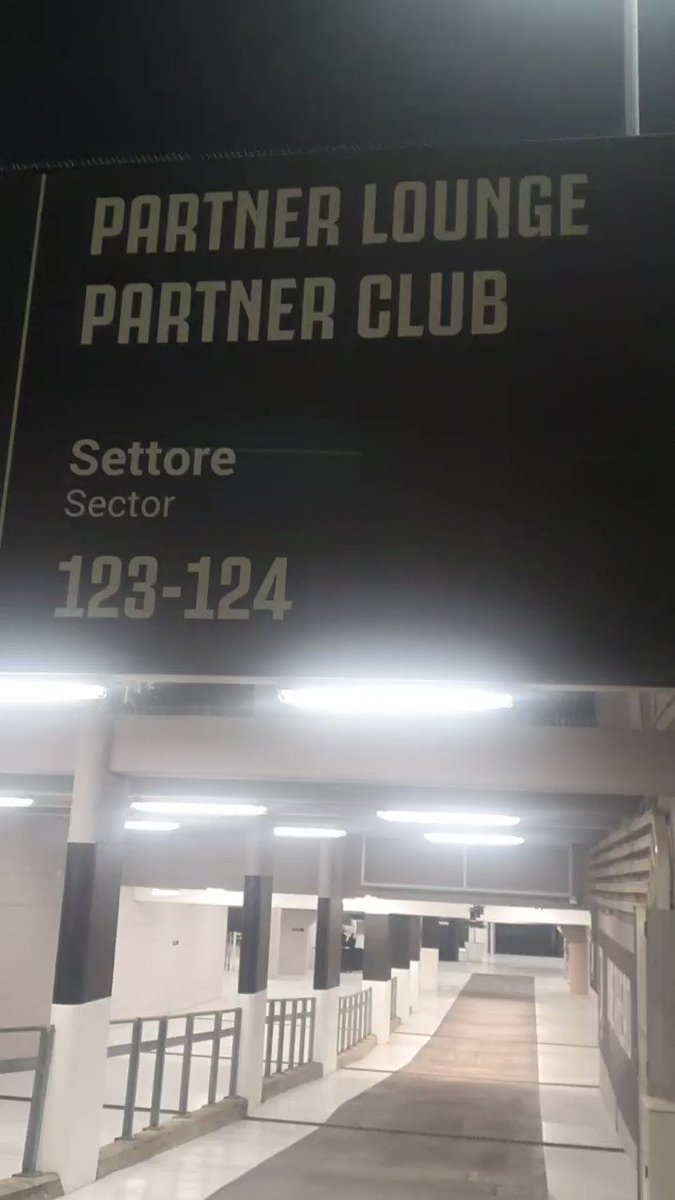 PARTNER LOUNGE
PARTNER CLUB
Settore
Sector
123-124